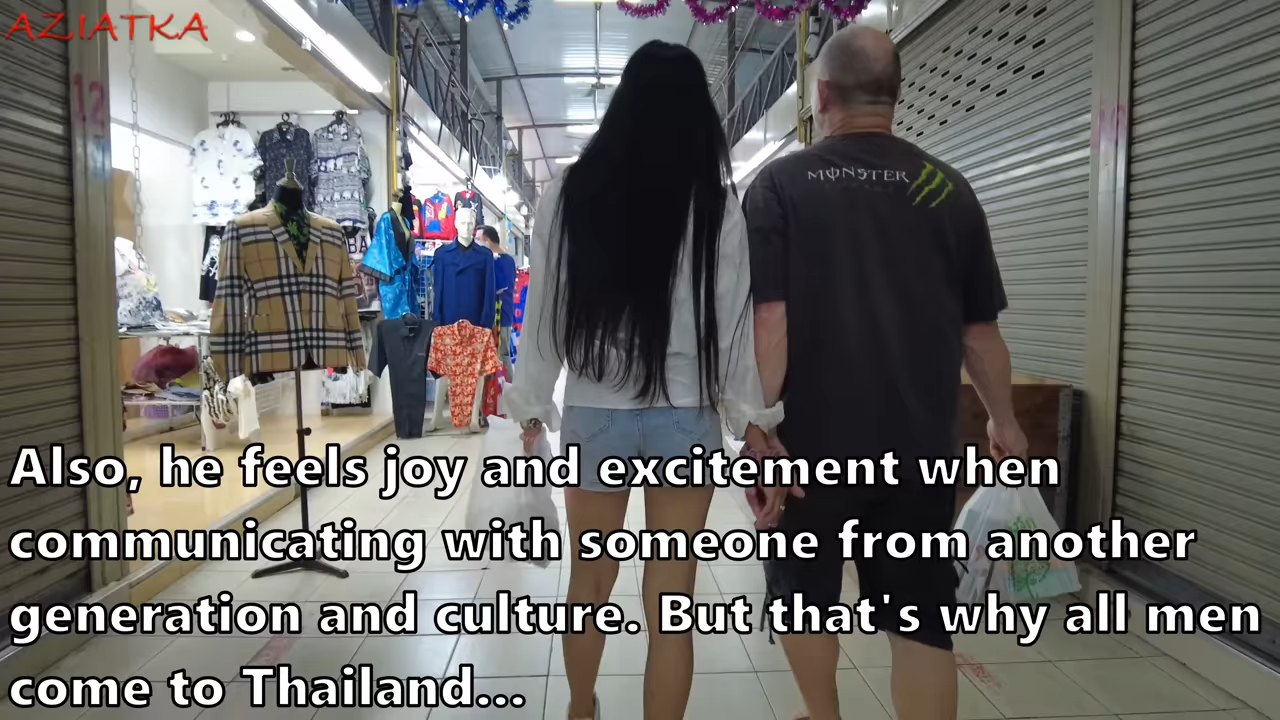 AZIATKA
12
MONSTER
Also, he feels joy and excitement when
communicating with someone from another
generation and culture. But that's why all men
come to Thailand...